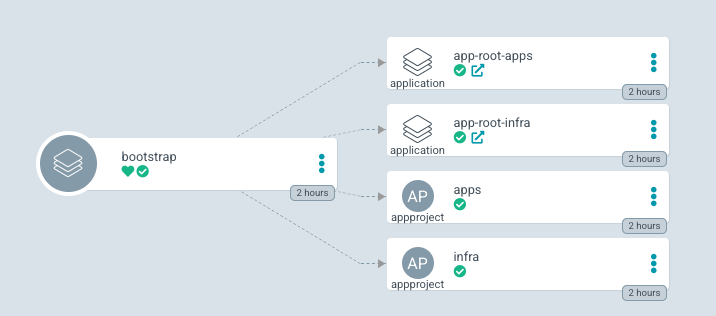 bootstrap
2 hours
app-root-apps
application
2 hours
app-root-infra
application
2 hours
AP
apps
appproject
2 hours
AP
infra
appproject
2 hours